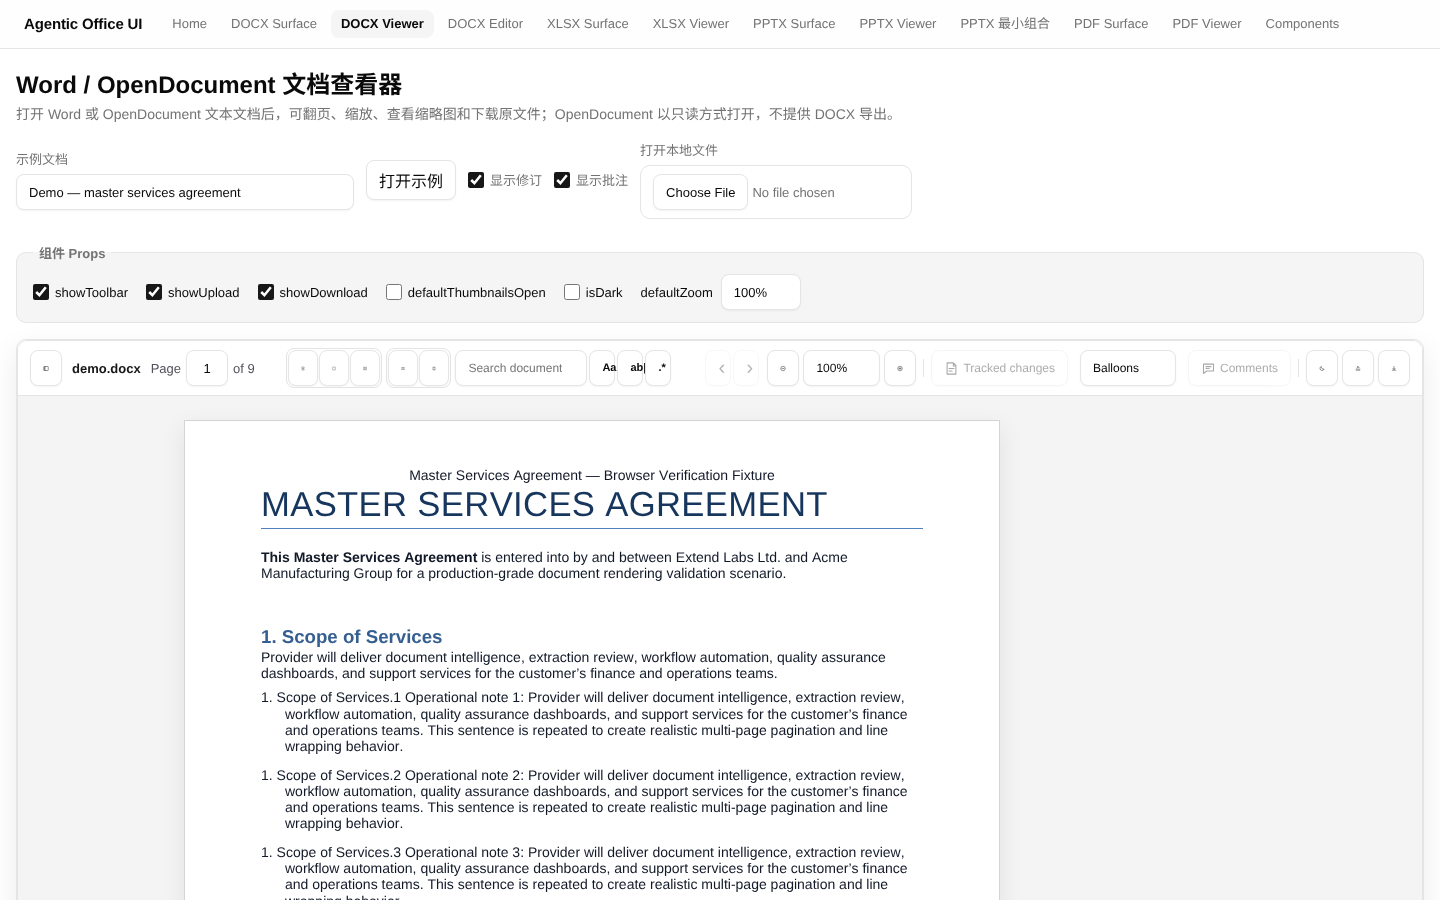 Agentic Office UI Home DOCX Surface DOCX Viewer DOCX Editor XLSX Surface XLSX Viewer PPTX Surface PPTX Viewer PPTX 最小组合 PDF Surface PDF Viewer Components
Word / OpenDocument 文档查看器
打开 Word 或 OpenDocument 文本文档后，可翻页、缩放、查看缩略图和下载原文件；OpenDocument 以只读方式打开，不提供 DOCX 导出。
示例文档
Demo — master services agreement
打开示例
显示修订
显示批注
打开本地文件
Choose File No file chosen
组件 Props
showToolbar showUpload showDownload defaultThumbnailsOpen isDark defaultZoom 100%
demo.docx Page 1 of 9 Search document Aa ab| .* 100% Tracked changes Balloons Comments
Master Services Agreement — Browser Verification Fixture
MASTER SERVICES AGREEMENT
This Master Services Agreement is entered into by and between Extend Labs Ltd. and Acme
Manufacturing Group for a production-grade document rendering validation scenario.
1. Scope of Services
Provider will deliver document intelligence, extraction review, workflow automation, quality assurance
dashboards, and support services for the customer’s finance and operations teams.
1. Scope of Services.1 Operational note 1: Provider will deliver document intelligence, extraction review,
workflow automation, quality assurance dashboards, and support services for the customer’s finance
and operations teams. This sentence is repeated to create realistic multi-page pagination and line
wrapping behavior.
1. Scope of Services.2 Operational note 2: Provider will deliver document intelligence, extraction review,
workflow automation, quality assurance dashboards, and support services for the customer’s finance
and operations teams. This sentence is repeated to create realistic multi-page pagination and line
wrapping behavior.
1. Scope of Services.3 Operational note 3: Provider will deliver document intelligence, extraction review,
workflow automation, quality assurance dashboards, and support services for the customer’s finance
and operations teams. This sentence is repeated to create realistic multi-page pagination and line
wrapping behavior.